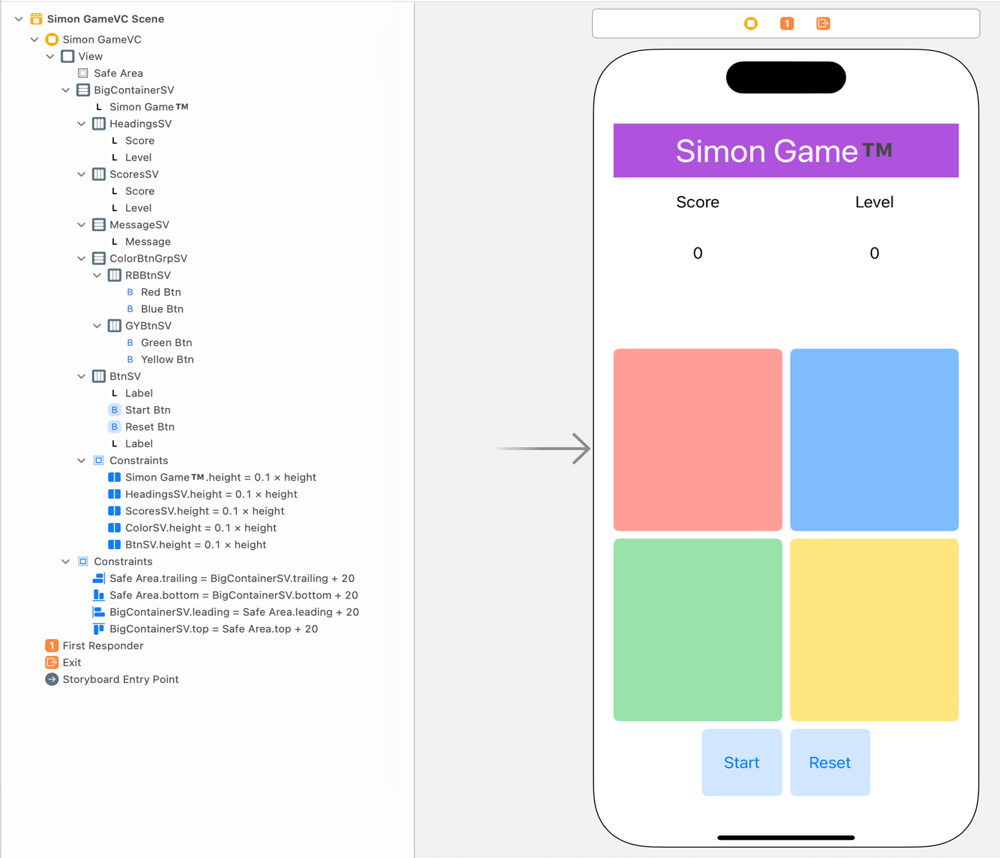 Simon GameVC Scene
Simon GameVC
View
Safe Area
BigContainerSV
L Simon Game™
HeadingsSV
L Score
L Level
ScoresSV
L Score
L Level
MessageSV
L Message
ColorBtnGrpSV
RBBtnSV
B Red Btn
B Blue Btn
GYBtnSV
B Green Btn
B Yellow Btn
BtnSV
L Label
B Start Btn
B Reset Btn
L Label
Constraints
Simon Game™.height = 0.1 × height
HeadingsSV.height = 0.1 × height
ScoresSV.height = 0.1 × height
ColorSV.height = 0.1 × height
BtnSV.height = 0.1 × height
Constraints
Safe Area.trailing = BigContainerSV.trailing + 20
Safe Area.bottom = BigContainerSV.bottom + 20
BigContainerSV.leading = Safe Area.leading + 20
BigContainerSV.top = Safe Area.top + 20
1 First Responder
Exit
Storyboard Entry Point
1
Simon Game™
Score Level
0 0
Start Reset